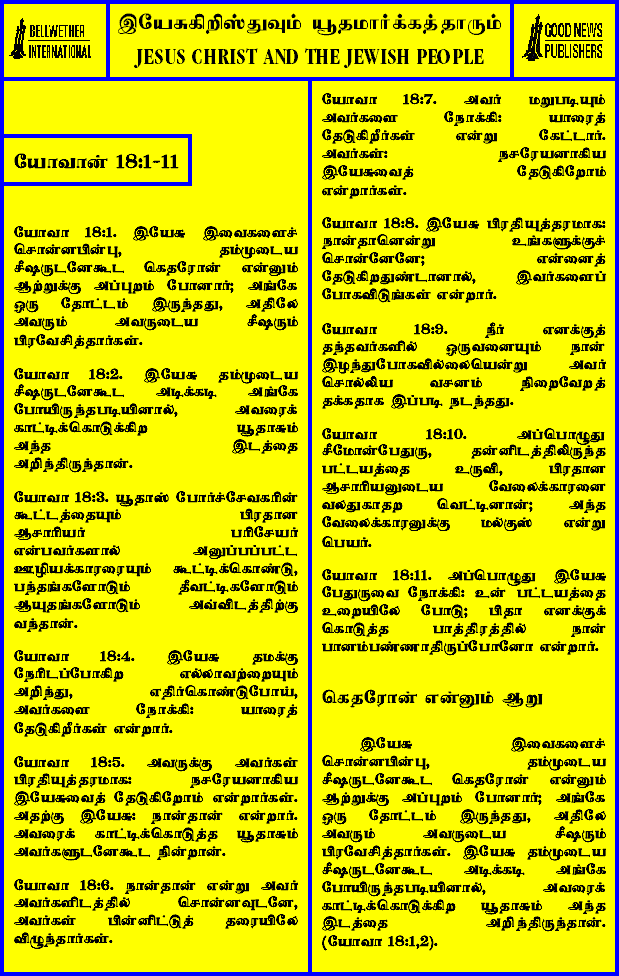 BELLWETHER
INTERNATIONAL
இயேசுகிறிஸ்துவும் யூதமார்க்கத்தாரும்
JESUS CHRIST AND THE JEWISH PEOPLE
GOOD NEWS
PUBLISHERS
யோவான் 18:1-11
யோவா 18:1. இயேசு இவைகளைச்
சொன்னபின்பு, தம்முடைய
சீஷருடனேகூட கெதரோன் என்னும்
ஆற்றுக்கு அப்புறம் போனார்; அங்கே
ஒரு தோட்டம் இருந்தது, அதிலே
அவரும் அவருடைய சீஷரும்
பிரவேசித்தார்கள்.
யோவா 18:2. இயேசு தம்முடைய
சீஷருடனேகூட அடிக்கடி அங்கே
போயிருந்தபடியினால், அவரைக்
காட்டிக்கொடுக்கிற யூதாசும்
அந்த இடத்தை
அறிந்திருந்தான்.
யோவா 18:3. யூதாஸ் போர்ச்சேவகரின்
கூட்டத்தையும் பிரதான
ஆசாரியர் பரிசேயர்
என்பவர்களால் அனுப்பப்பட்ட
ஊழியக்காரரையும் கூட்டிக்கொண்டு,
பந்தங்களோடும் தீவட்டிகளோடும்
ஆயுதங்களோடும் அவ்விடத்திற்கு
வந்தான்.
யோவா 18:4. இயேசு தமக்கு
நேரிடப்போகிற எல்லாவற்றையும்
அறிந்து, எதிர்கொண்டுபோய்,
அவர்களை நோக்கி: யாரைத்
தேடுகிறீர்கள் என்றார்.
யோவா 18:5. அவருக்கு அவர்கள்
பிரதியுத்தரமாக: நசரேயனாகிய
இயேசுவைத் தேடுகிறோம் என்றார்கள்.
அதற்கு இயேசு: நான்தான் என்றார்.
அவரைக் காட்டிக்கொடுத்த யூதாசும்
அவர்களுடனேகூட நின்றான்.
யோவா 18:6. நான்தான் என்று அவர்
அவர்களிடத்தில் சொன்னவுடனே,
அவர்கள் பின்னிட்டுத் தரையிலே
விழுந்தார்கள்.
யோவா 18:7. அவர் மறுபடியும்
அவர்களை நோக்கி: யாரைத்
தேடுகிறீர்கள் என்று கேட்டார்.
அவர்கள்: நசரேயனாகிய
இயேசுவைத் தேடுகிறோம்
என்றார்கள்.
யோவா 18:8. இயேசு பிரதியுத்தரமாக:
நான்தானென்று உங்களுக்குச்
சொன்னேனே; என்னைத்
தேடுகிறதுண்டானால், இவர்களைப்
போகவிடுங்கள் என்றார்.
யோவா 18:9. நீர் எனக்குத்
தந்தவர்களில் ஒருவனையும் நான்
இழந்துபோகவில்லையென்று அவர்
சொல்லிய வசனம் நிறைவேறத்
தக்கதாக இப்படி நடந்தது.
யோவா 18:10. அப்பொழுது
சீமோன்பேதுரு, தன்னிடத்திலிருந்த
பட்டயத்தை உருவி, பிரதான
ஆசாரியனுடைய வேலைக்காரனை
வலதுகாதற வெட்டினான்; அந்த
வேலைக்காரனுக்கு மல்குஸ் என்று
பெயர்.
யோவா 18:11. அப்பொழுது இயேசு
பேதுருவை நோக்கி: உன் பட்டயத்தை
உறையிலே போடு; பிதா எனக்குக்
கொடுத்த பாத்திரத்தில் நான்
பானம்பண்ணாதிருப்பேனோ என்றார்.
கெதரோன் என்னும் ஆறு
இயேசு இவைகளைச்
சொன்னபின்பு, தம்முடைய
சீஷருடனேகூட கெதரோன் என்னும்
ஆற்றுக்கு அப்புறம் போனார்; அங்கே
ஒரு தோட்டம் இருந்தது, அதிலே
அவரும் அவருடைய சீஷரும்
பிரவேசித்தார்கள். இயேசு தம்முடைய
சீஷருடனேகூட அடிக்கடி அங்கே
போயிருந்தபடியினால், அவரைக்
காட்டிக்கொடுக்கிற யூதாசும் அந்த
இடத்தை அறிந்திருந்தான்.
(யோவா 18:1,2).